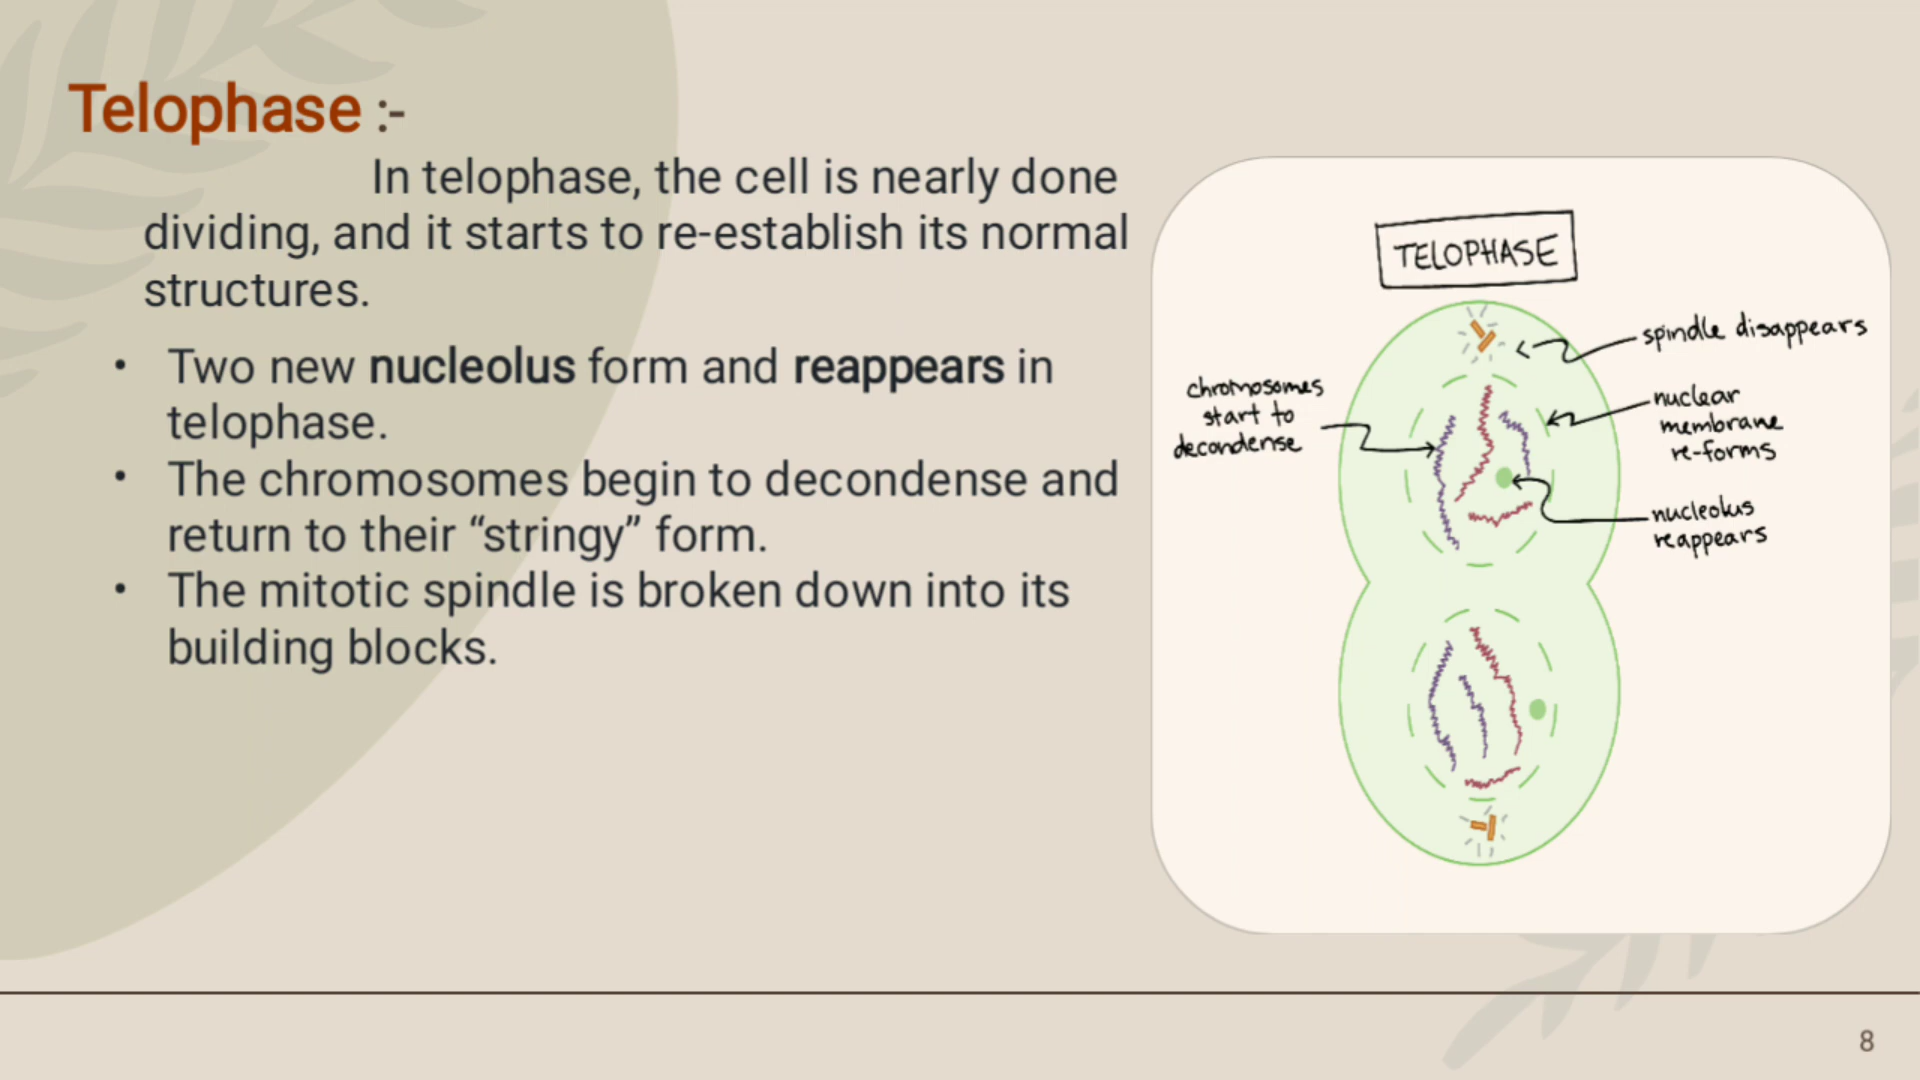 Telophase :-
In telophase, the cell is nearly done
dividing, and it starts to re-establish its normal
structures.
• Two new nucleolus form and reappears in
telophase.
• The chromosomes begin to decondense and
return to their “stringy” form.
• The mitotic spindle is broken down into its
building blocks.
TELOPHASE
spindle disappears
chromosomes
start to
decondense
nuclear
membrane
re-forms
nucleolus
reappears
8